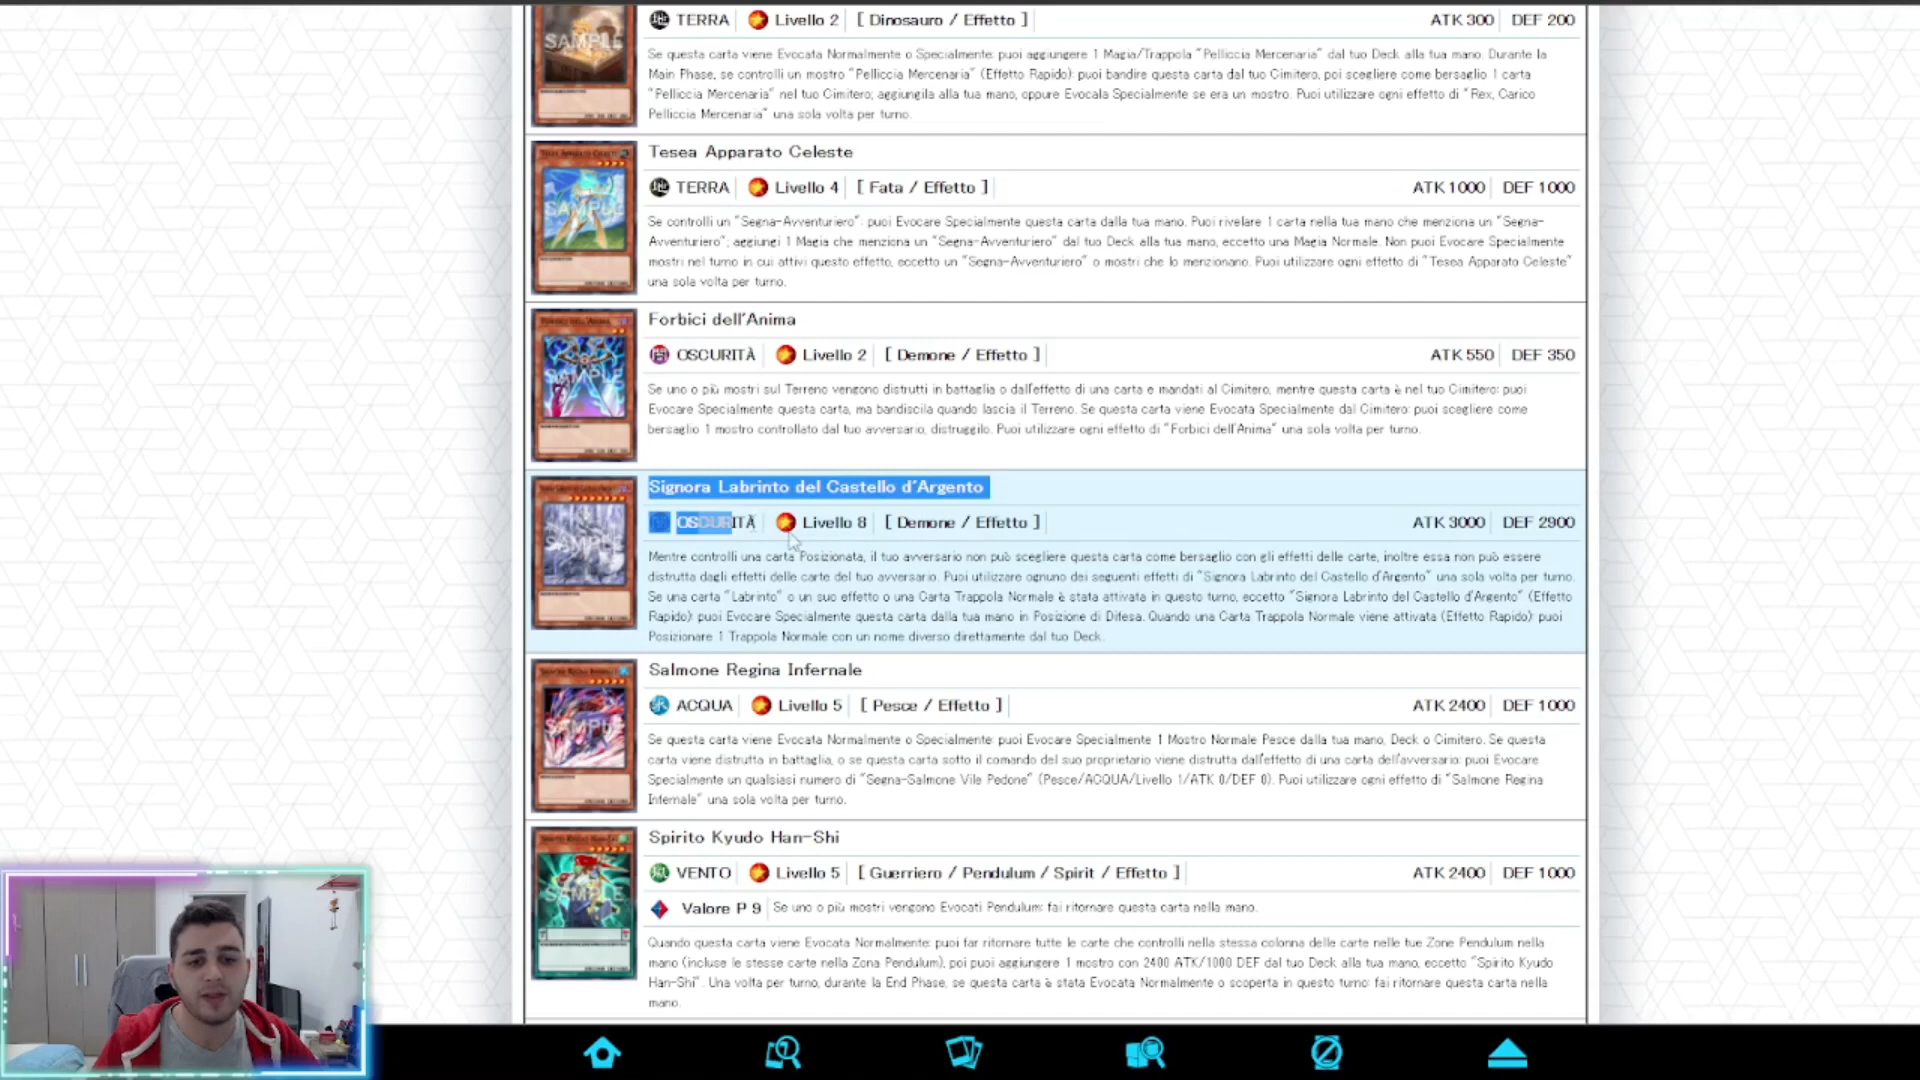 TERRA Livello 2 [ Dinosauro / Effetto ] ATK 300 DEF 200
Se questa carta viene Evocata Normalmente o Specialmente: puoi aggiungere 1 Magia/Trappola "Pelliccia Mercenaria" dal tuo Deck alla tua mano. Durante la
Main Phase, se controlli un mostro "Pelliccia Mercenaria" (Effetto Rapido): puoi bandire questa carta dal tuo Cimitero, poi scegliere come bersaglio 1 carta
"Pelliccia Mercenaria" nel tuo Cimitero; aggiungila alla tua mano, oppure Evocala Specialmente se era un mostro. Puoi utilizzare ogni effetto di "Rex, Carico
Pelliccia Mercenaria" una sola volta per turno.
SAMPLE
Tesea Apparato Celeste
TERRA Livello 4 [ Fata / Effetto ] ATK 1000 DEF 1000
Se controlli un "Segna-Avventuriero": puoi Evocare Specialmente questa carta dalla tua mano. Puoi rivelare 1 carta nella tua mano che menziona un "Segna-
Avventuriero"; aggiungi 1 Magia che menziona un "Segna-Avventuriero" dal tuo Deck alla tua mano, eccetto una Magia Normale. Non puoi Evocare Specialmente
mostri nel turno in cui attivi questo effetto, eccetto un "Segna-Avventuriero" o mostri che lo menzionano. Puoi utilizzare ogni effetto di "Tesea Apparato Celeste"
una sola volta per turno.
SAMPLE
Forbici dell'Anima
OSCURITÀ Livello 2 [ Demone / Effetto ] ATK 550 DEF 350
Se uno o più mostri sul Terreno vengono distrutti in battaglia o dall'effetto di una carta e mandati al Cimitero, mentre questa carta è nel tuo Cimitero: puoi
Evocare Specialmente questa carta, ma bandiscila quando lascia il Terreno. Se questa carta viene Evocata Specialmente dal Cimitero: puoi scegliere come
bersaglio 1 mostro controllato dal tuo avversario, distruggilo. Puoi utilizzare ogni effetto di "Forbici dell'Anima" una sola volta per turno.
SAMPLE
Signora Labrinto del Castello d'Argento
OSCURITÀ Livello 8 [ Demone / Effetto ] ATK 3000 DEF 2900
Mentre controlli una carta Posizionata, il tuo avversario non può scegliere questa carta come bersaglio con gli effetti delle carte, inoltre essa non può essere
distrutta dagli effetti delle carte del tuo avversario. Puoi utilizzare ognuno dei seguenti effetti di "Signora Labrinto del Castello d'Argento" una sola volta per turno.
Se una carta "Labrinto" o un suo effetto o una Carta Trappola Normale è stata attivata in questo turno, eccetto "Signora Labrinto del Castello d'Argento" (Effetto
Rapido): puoi Evocare Specialmente questa carta dalla tua mano in Posizione di Difesa. Quando una Carta Trappola Normale viene attivata (Effetto Rapido): puoi
Posizionare 1 Trappola Normale con un nome diverso direttamente dal tuo Deck.
SAMPLE
Salmone Regina Infernale
ACQUA Livello 5 [ Pesce / Effetto ] ATK 2400 DEF 1000
Se questa carta viene Evocata Normalmente o Specialmente: puoi Evocare Specialmente 1 Mostro Normale Pesce dalla tua mano, Deck o Cimitero. Se questa
carta viene distrutta in battaglia, o se questa carta sotto il comando del suo proprietario viene distrutta dall'effetto di una carta dell'avversario: puoi Evocare
Specialmente un qualsiasi numero di "Segna-Salmone Vile Pedone" (Pesce/ACQUA/Livello 1/ATK 0/DEF 0). Puoi utilizzare ogni effetto di "Salmone Regina
Infernale" una sola volta per turno.
SAMPLE
Spirito Kyudo Han-Shi
VENTO Livello 5 [ Guerriero / Pendulum / Spirit / Effetto ] ATK 2400 DEF 1000
Valore P 9 Se uno o più mostri vengono Evocati Pendulum: fai ritornare questa carta nella mano.
Quando questa carta viene Evocata Normalmente: puoi far ritornare tutte le carte che controlli nella stessa colonna delle carte nelle tue Zone Pendulum nella
mano (incluse le stesse carte nella Zona Pendulum), poi puoi aggiungere 1 mostro con 2400 ATK/1000 DEF dal tuo Deck alla tua mano, eccetto "Spirito Kyudo
Han-Shi". Una volta per turno, durante la End Phase, se questa carta è stata Evocata Normalmente o scoperta in questo turno: fai ritornare questa carta nella
mano.
SAMPLE